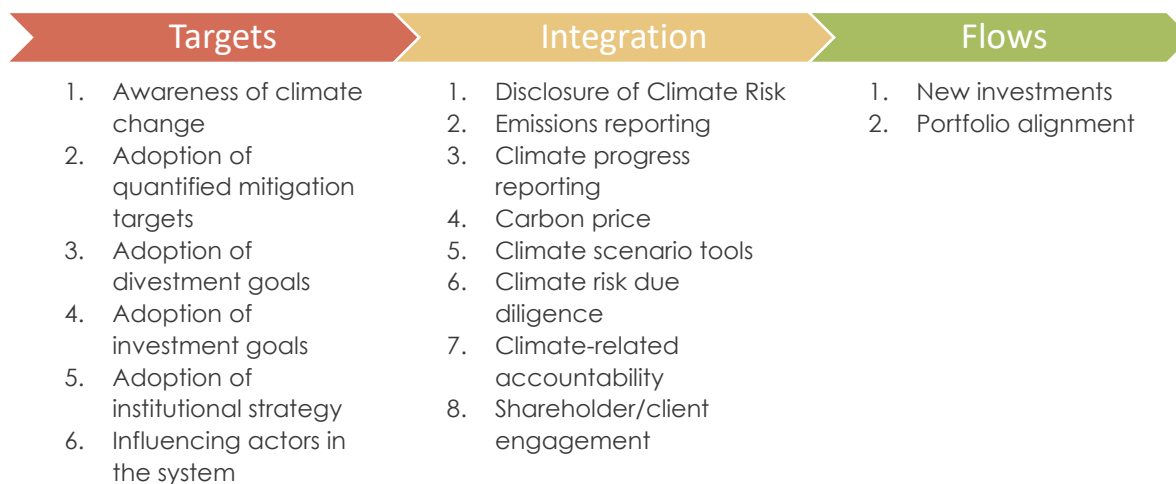 Targets
1. Awareness of climate
change
2. Adoption of
quantified mitigation
targets
3. Adoption of
divestment goals
4. Adoption of
investment goals
5. Adoption of
institutional strategy
6. Influencing actors in
the system
Integration
1. Disclosure of Climate Risk
2. Emissions reporting
3. Climate progress
reporting
4. Carbon price
5. Climate scenario tools
6. Climate risk due
diligence
7. Climate-related
accountability
8. Shareholder/client
engagement
Flows
1. New investments
2. Portfolio alignment